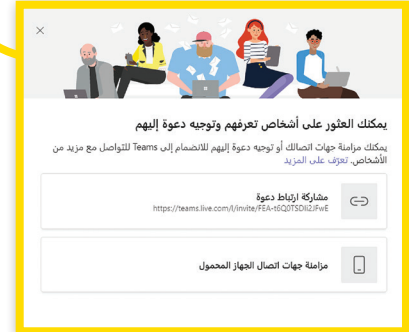 يمكنك العثور على أشخاص تعرفهم وتوجيه دعوة إليهم
يمكنك مزامنة جهات اتصالك أو توجيه دعوة إليهم للانضمام إلى Teams للتواصل مع مزيد من
الأشخاص. تعرّف على المزيد
مشاركة ارتباط دعوة
https://teams.live.com/l/invite/FEA-t6Q0TSDIi2JFwE
مزامنة جهات اتصال الجهاز المحمول